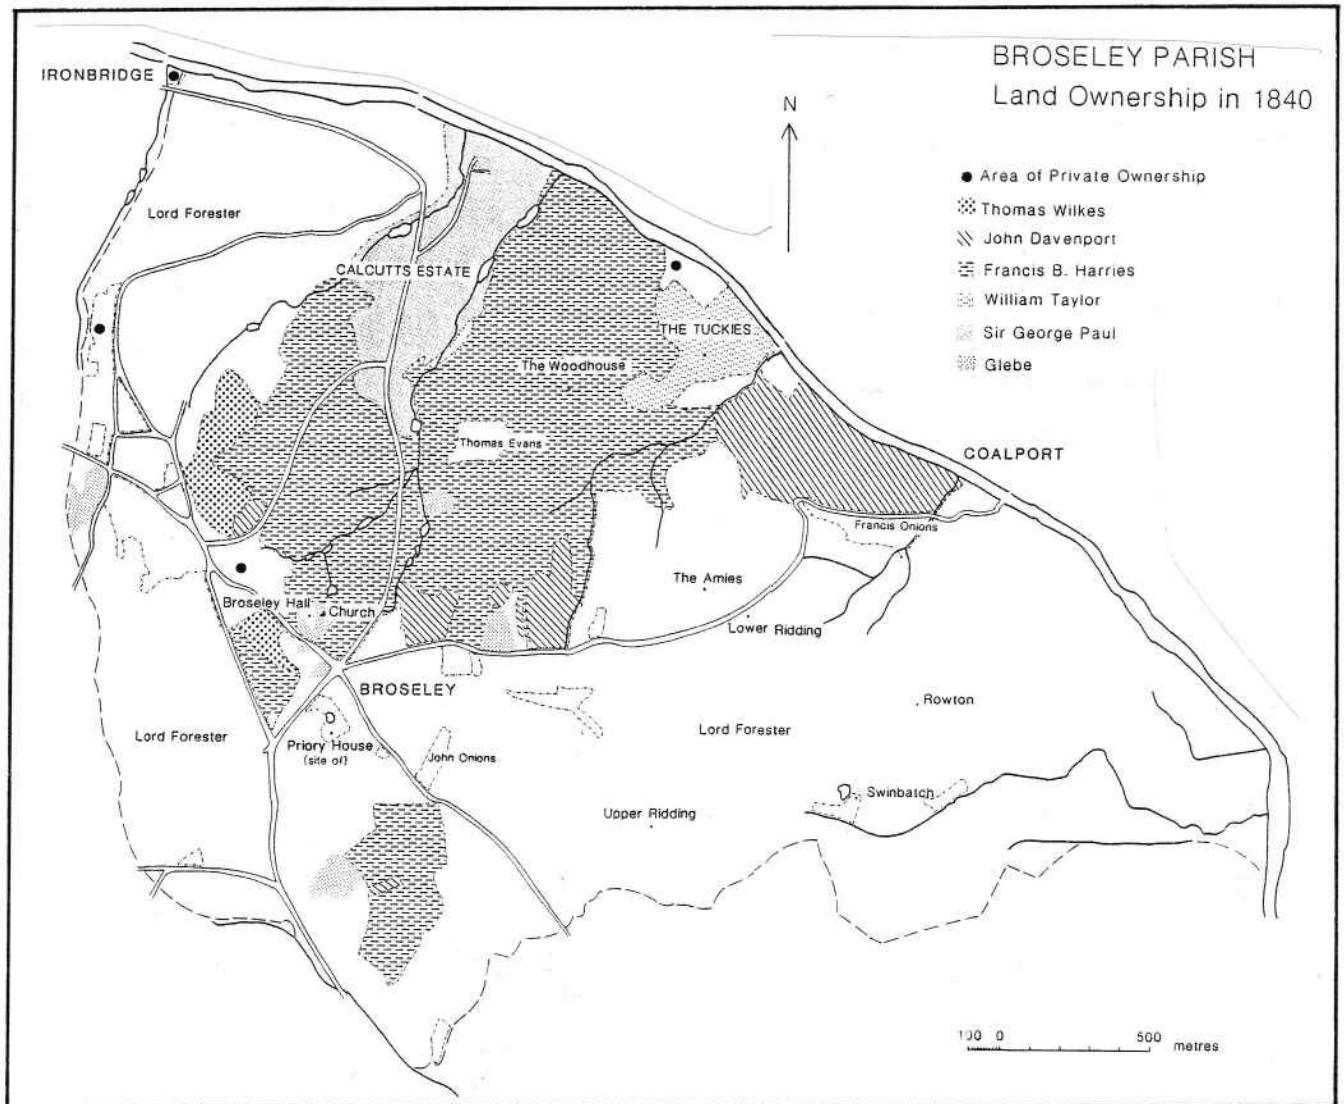 BROSELEY PARISH
Land Ownership in 1840
IRONBRIDGE
N
Area of Private Ownership
Thomas Wilkes
John Davenport
Francis B. Harries
William Taylor
Sir George Paul
Glebe
Lord Forester
CALCUTTS ESTATE
THE TUCKIES
The Woodhouse
Thomas Evans
COALPORT
Francis Onions
The Amies
Broseley Hall
Church
Lower Ridding
BROSELEY
Rowton
Lord Forester
Lord Forester
Priory House
(site of)
John Onions
Swinbatch
Upper Ridding
100 0 500 metres